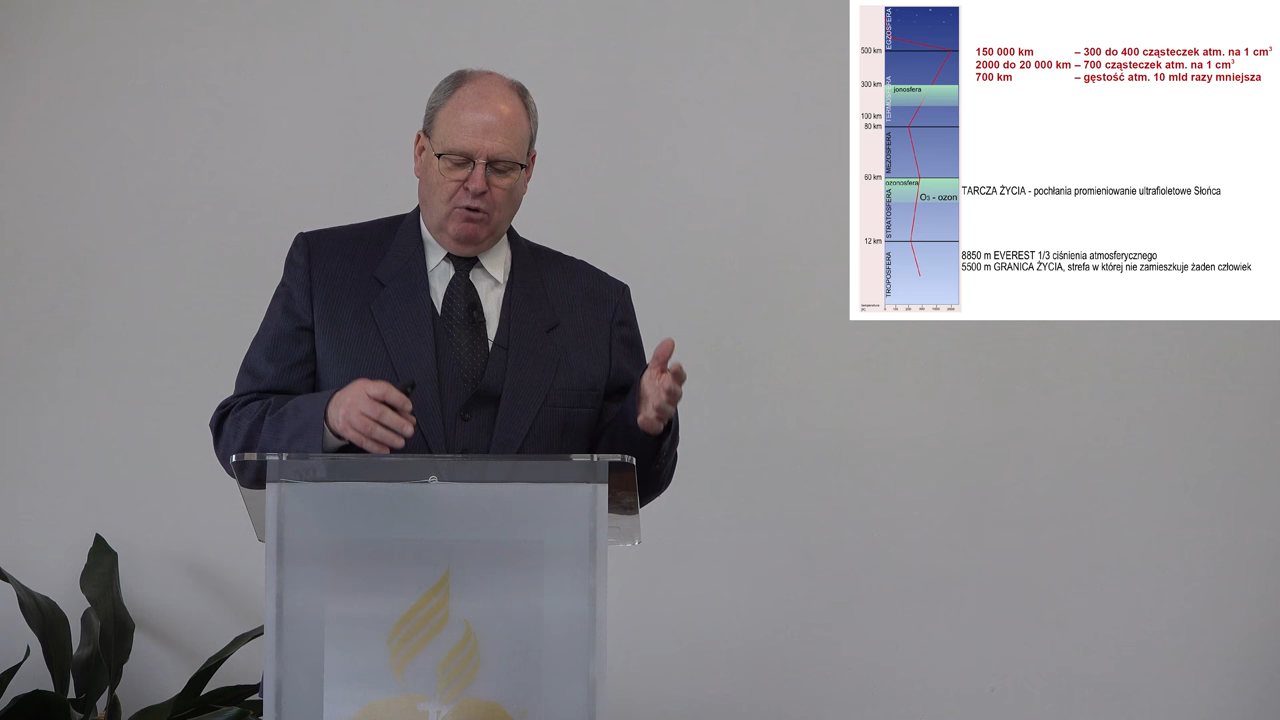 EGZOSFERA
500 km
150 000 km – 300 do 400 cząsteczek atm. na 1 cm³
2000 do 20 000 km – 700 cząsteczek atm. na 1 cm³
700 km – gęstość atm. 10 mld razy mniejsza
300 km
jonosfera
TERMOSFERA
100 km
80 km
MEZOSFERA
60 km
ozonosfera
O₃ - ozon
TARCZA ŻYCIA - pochłania promieniowanie ultrafioletowe Słońca
STRATOSFERA
12 km
8850 m EVEREST 1/3 ciśnienia atmosferycznego
5500 m GRANICA ŻYCIA, strefa w której nie zamieszkuje żaden człowiek
TROPOSFERA